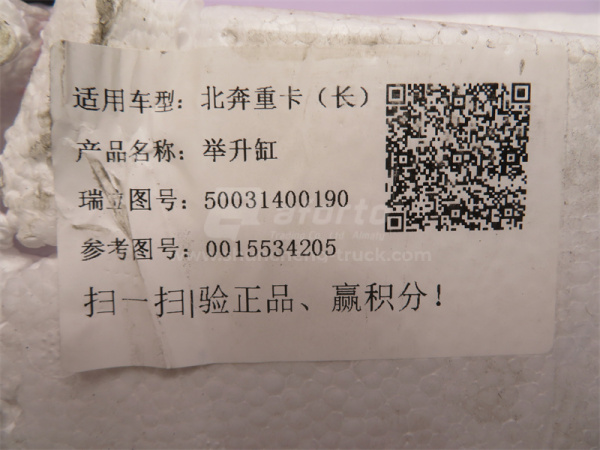 适用车型：北奔重卡（长）
产品名称：举升缸
瑞立图号：50031400190
参考图号：0015534205
扫一扫|验正品、赢积分！